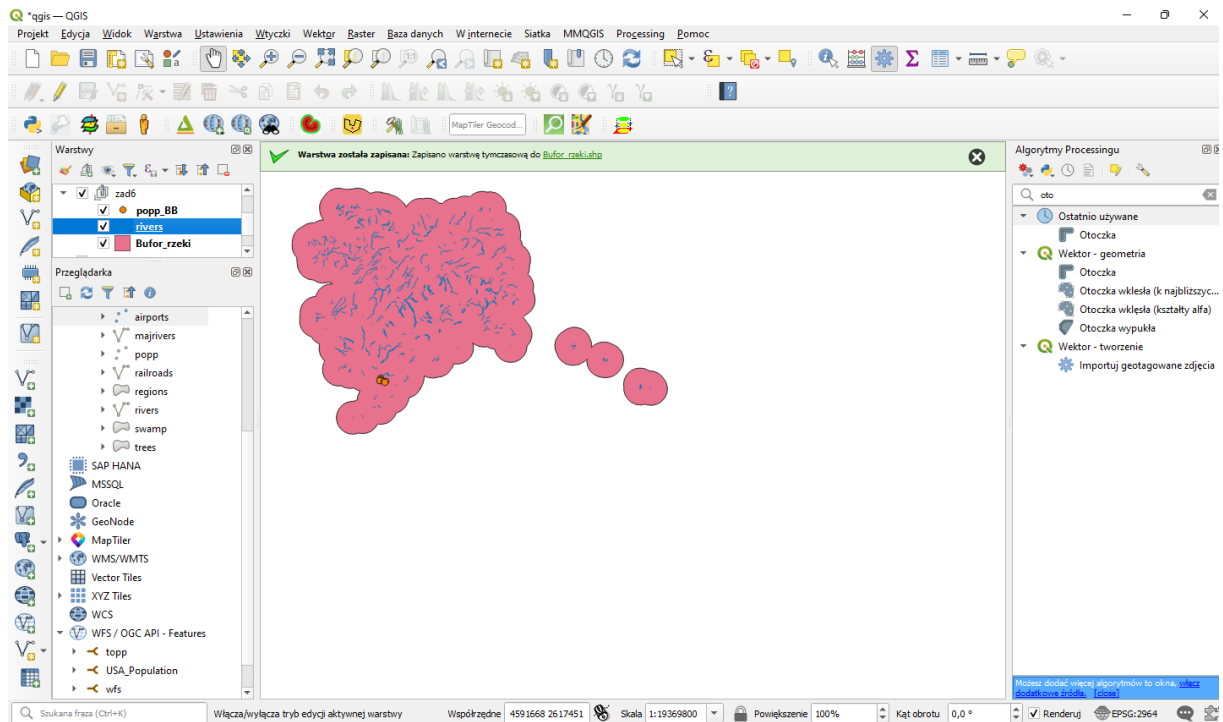 *qgis — QGIS
Projekt Edycja Widok Warstwa Ustawienia Wtyczki Wektor Raster Baza danych W internecie Siatka MMQGIS Processing Pomoc
MapTiler Geocod...
Warstwy
zad6
popp_BB
rivers
Bufor_rzeki
Przeglądarka
airports
majrivers
popp
railroads
regions
rivers
swamp
trees
SAP HANA
MSSQL
Oracle
GeoNode
MapTiler
WMS/WMTS
Vector Tiles
XYZ Tiles
WCS
WFS / OGC API - Features
topp
USA_Population
wfs
Warstwa została zapisana: Zapisano warstwę tymczasową do Bufor_rzeki.shp
Algorytmy Processingu
oto
Ostatnio używane
Otoczka
Wektor - geometria
Otoczka
Otoczka wklęsła (k najbliższyc...
Otoczka wklęsła (kształty alfa)
Otoczka wypukła
Wektor - tworzenie
Importuj geotagowane zdjęcia
Możesz dodać więcej algorytmów to okna, włącz
dodatkowe źródła. [close]
Szukana fraza (Ctrl+K) Włącza/wyłącza tryb edycji aktywnej warstwy Współrzędne 4591668 2617451 Skala 1:19369800 Powiększenie 100% Kąt obrotu 0,0 ° Renderuj EPSG:2964